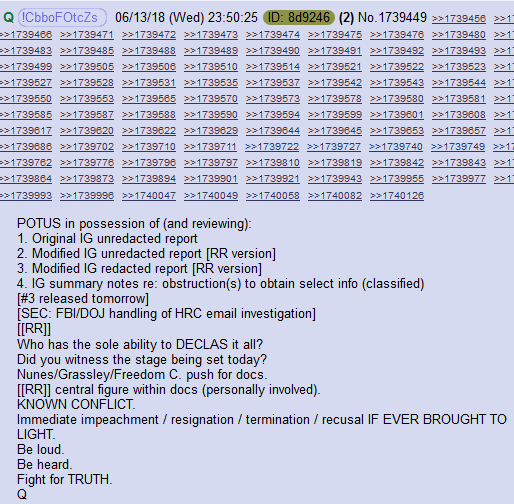 Q !CbboFOtcZs 06/13/18 (Wed) 23:50:25 ID: 8d9246 (2) No.1739449 >>1739456
>>1739466 >>1739471 >>1739472 >>1739473 >>1739474 >>1739475 >>1739476 >>1739480
>>1739483 >>1739485 >>1739488 >>1739489 >>1739490 >>1739491 >>1739492 >>1739493
>>1739499 >>1739505 >>1739506 >>1739510 >>1739514 >>1739521 >>1739522 >>1739523
>>1739527 >>1739528 >>1739531 >>1739535 >>1739537 >>1739542 >>1739543 >>1739544
>>1739550 >>1739553 >>1739565 >>1739570 >>1739573 >>1739578 >>1739580 >>1739581
>>1739585 >>1739587 >>1739588 >>1739590 >>1739594 >>1739599 >>1739601 >>1739608
>>1739617 >>1739620 >>1739622 >>1739629 >>1739644 >>1739645 >>1739653 >>1739657
>>1739686 >>1739702 >>1739710 >>1739711 >>1739722 >>1739727 >>1739740 >>1739749
>>1739762 >>1739776 >>1739796 >>1739797 >>1739810 >>1739819 >>1739842 >>1739843
>>1739864 >>1739873 >>1739894 >>1739901 >>1739921 >>1739943 >>1739955 >>1739977
>>1739993 >>1739996 >>1740047 >>1740049 >>1740058 >>1740082 >>1740126
POTUS in possession of (and reviewing):
1. Original IG unredacted report
2. Modified IG unredacted report [RR version]
3. Modified IG redacted report [RR version]
4. IG summary notes re: obstruction(s) to obtain select info (classified)
[#3 released tomorrow]
[SEC: FBI/DOJ handling of HRC email investigation]
[[RR]]
Who has the sole ability to DECLAS it all?
Did you witness the stage being set today?
Nunes/Grassley/Freedom C. push for docs.
[[RR]] central figure within docs (personally involved).
KNOWN CONFLICT.
Immediate impeachment / resignation / termination / recusal IF EVER BROUGHT TO
LIGHT.
Be loud.
Be heard.
Fight for TRUTH.
Q